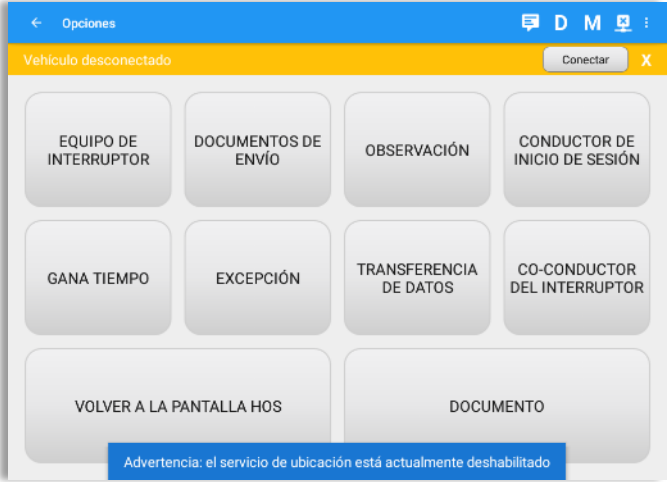 Opciones
D M
Vehículo desconectado
Conectar
X
EQUIPO DE
INTERRUPTOR
DOCUMENTOS DE
ENVÍO
OBSERVACIÓN
CONDUCTOR DE
INICIO DE SESIÓN
GANA TIEMPO
EXCEPCIÓN
TRANSFERENCIA
DE DATOS
CO-CONDUCTOR
DEL INTERRUPTOR
VOLVER A LA PANTALLA HOS
DOCUMENTO
Advertencia: el servicio de ubicación está actualmente deshabilitado